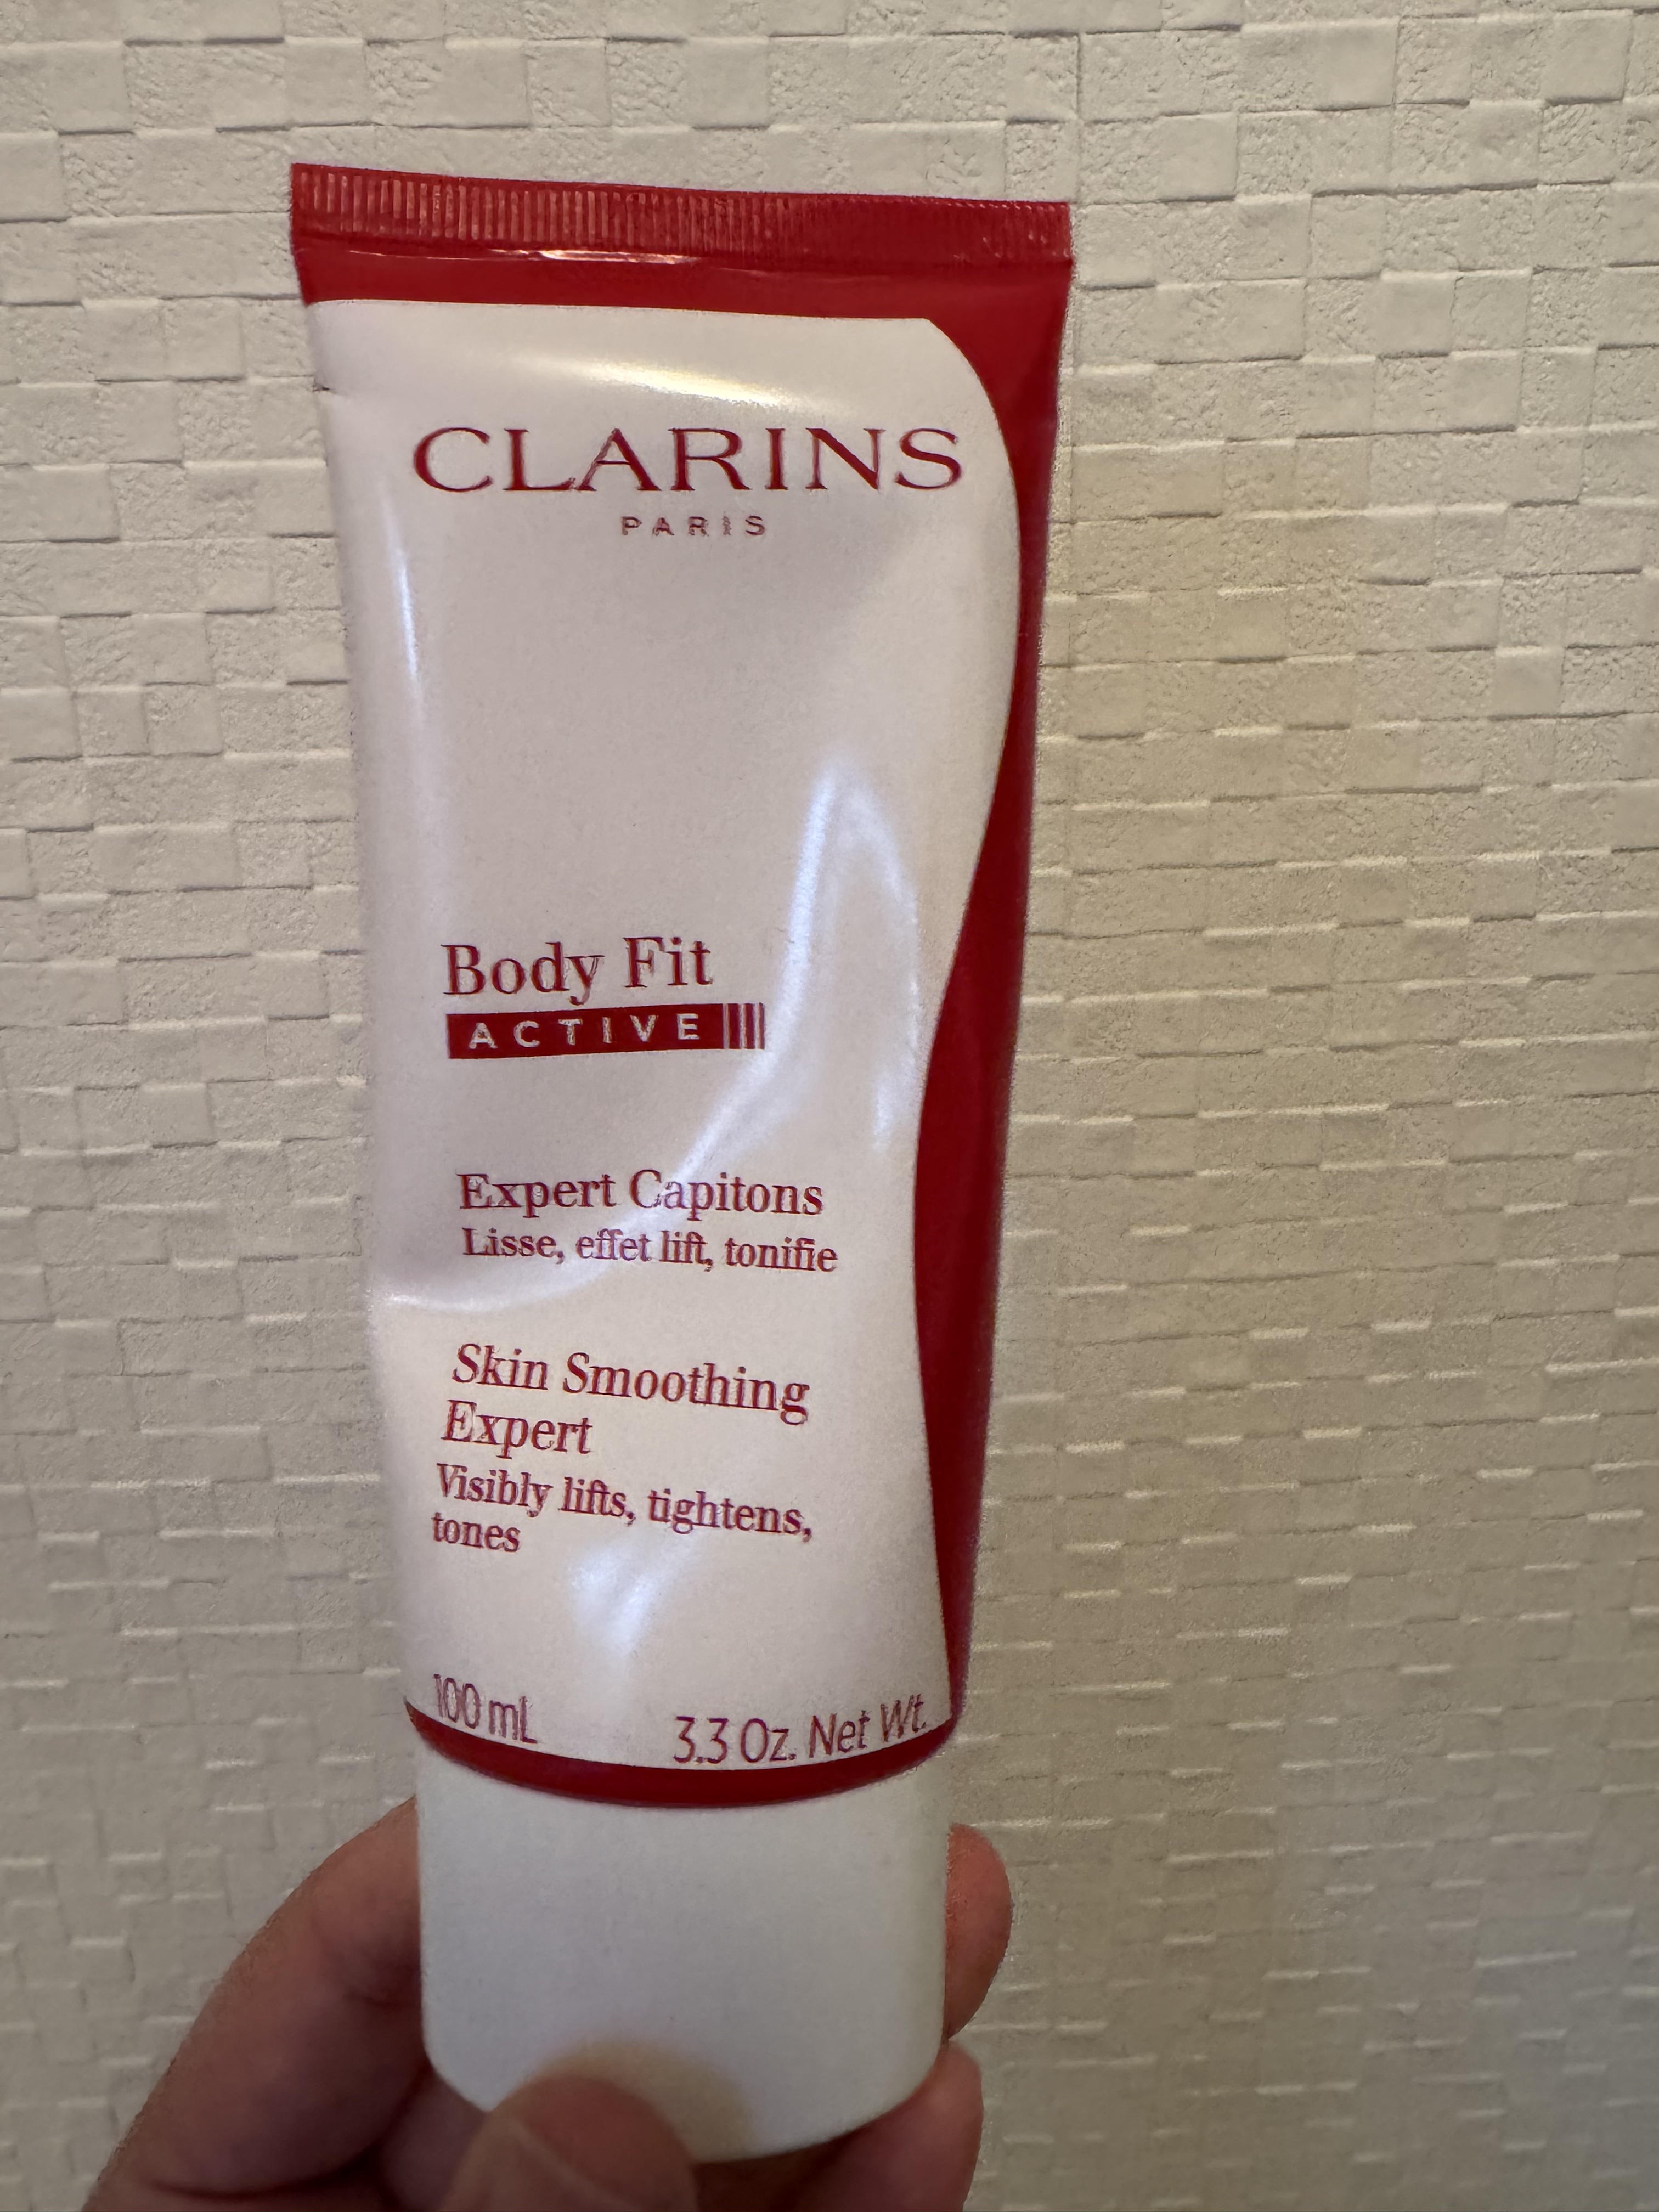 CLARINS
PARIS
Body Fit
ACTIVE
Expert Capitons
Lisse, effet lift, tonifie
Skin Smoothing
Expert
Visibly lifts, tightens,
tones
100 mL 3.3 Oz. Net Wt.